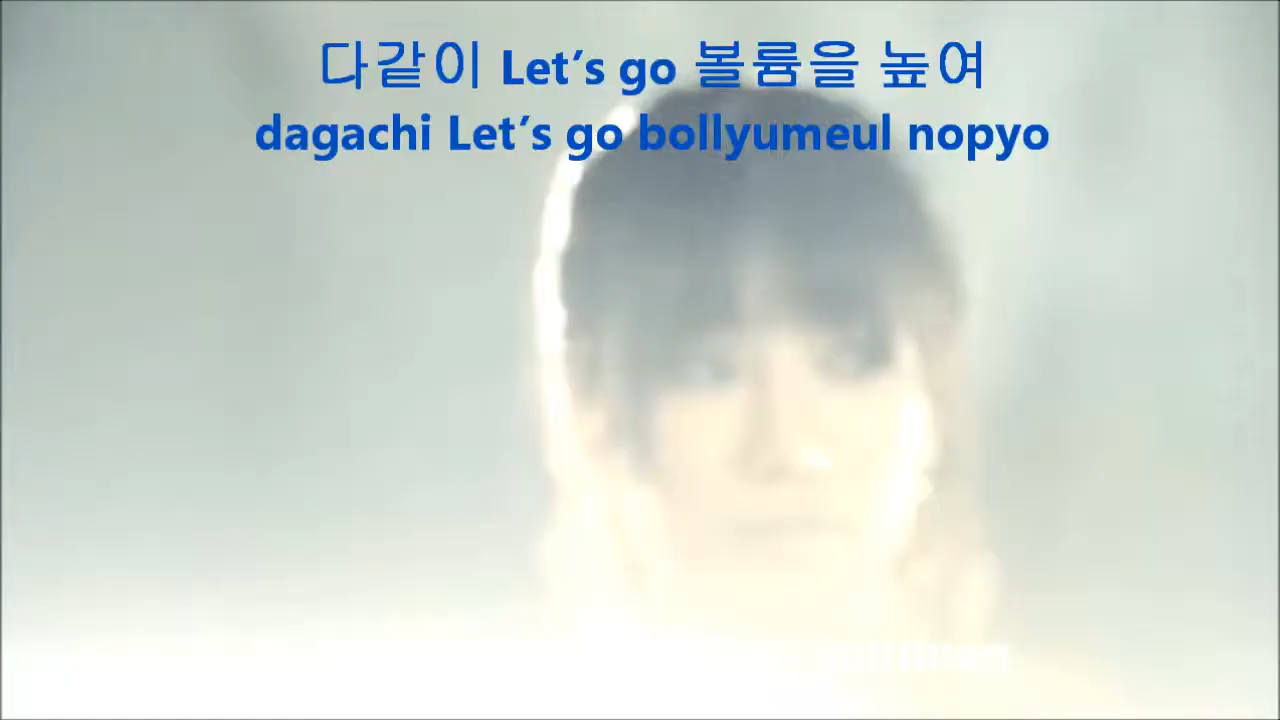 다같이 Let's go 볼륨을 높여
dagachi Let's go bollyumeul nopyo